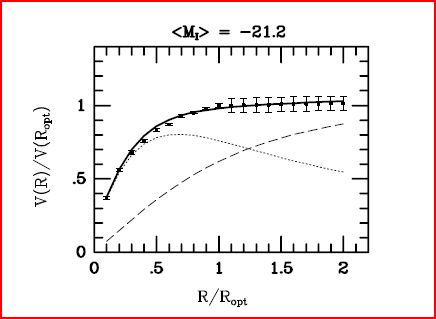 <M_I> = −21.2
V(R)/V(R_opt)
1
.5
0
0 .5 1 1.5 2
R/R_opt